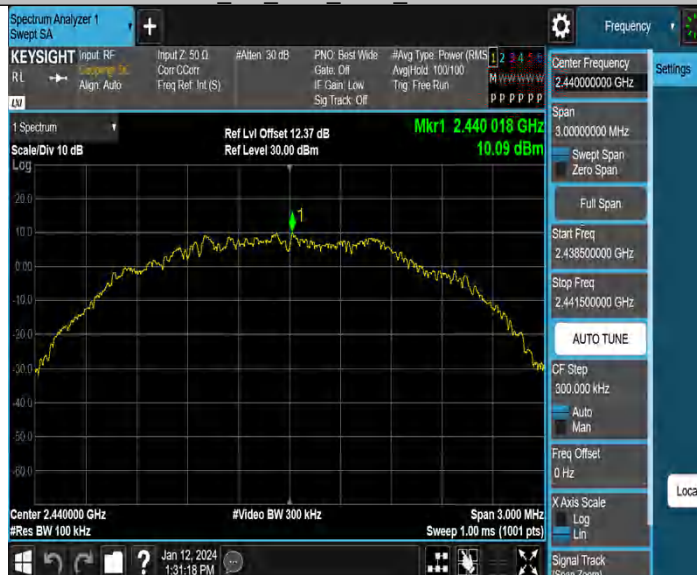 Spectrum Analyzer 1
Swept SA
KEYSIGHT
RL
LXI
Input: RF
Coupling: DC
Align: Auto
Input Z: 50 Ω
Corr CCorr
Freq Ref: Int (S)
#Atten: 30 dB
PNO: Best Wide
Gate: Off
IF Gain: Low
Sig Track: Off
#Avg Type: Power (RMS
Avg|Hold: 100/100
Trig: Free Run
1 2 3 4 5 6
M W W W W W
P P P P P P
1 Spectrum
Scale/Div 10 dB
Log
Ref Lvl Offset 12.37 dB
Ref Level 30.00 dBm
Mkr1 2.440 018 GHz
10.09 dBm
1
20.0
10.0
0.00
-10.0
-20.0
-30.0
-40.0
-50.0
-60.0
Center 2.440000 GHz
#Res BW 100 kHz
#Video BW 300 kHz
Span 3.000 MHz
Sweep 1.00 ms (1001 pts)
?
Jan 12, 2024
1:31:18 PM
Frequency
Settings
Center Frequency
2.440000000 GHz
Span
3.00000000 MHz
Swept Span
Zero Span
Full Span
Start Freq
2.438500000 GHz
Stop Freq
2.441500000 GHz
AUTO TUNE
CF Step
300.000 kHz
Auto
Man
Freq Offset
0 Hz
X Axis Scale
Log
Lin
Signal Track
(Span Zoom)
Loca